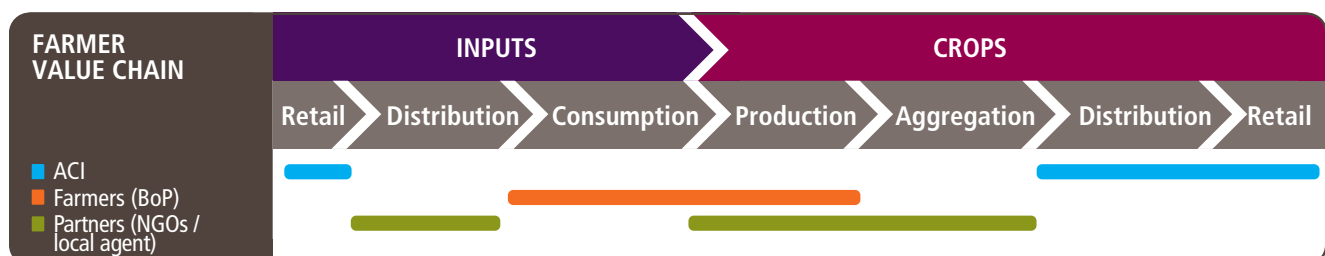 FARMER
VALUE CHAIN
INPUTS
CROPS
Retail
Distribution
Consumption
Production
Aggregation
Distribution
Retail
ACI
Farmers (BoP)
Partners (NGOs /
local agent)